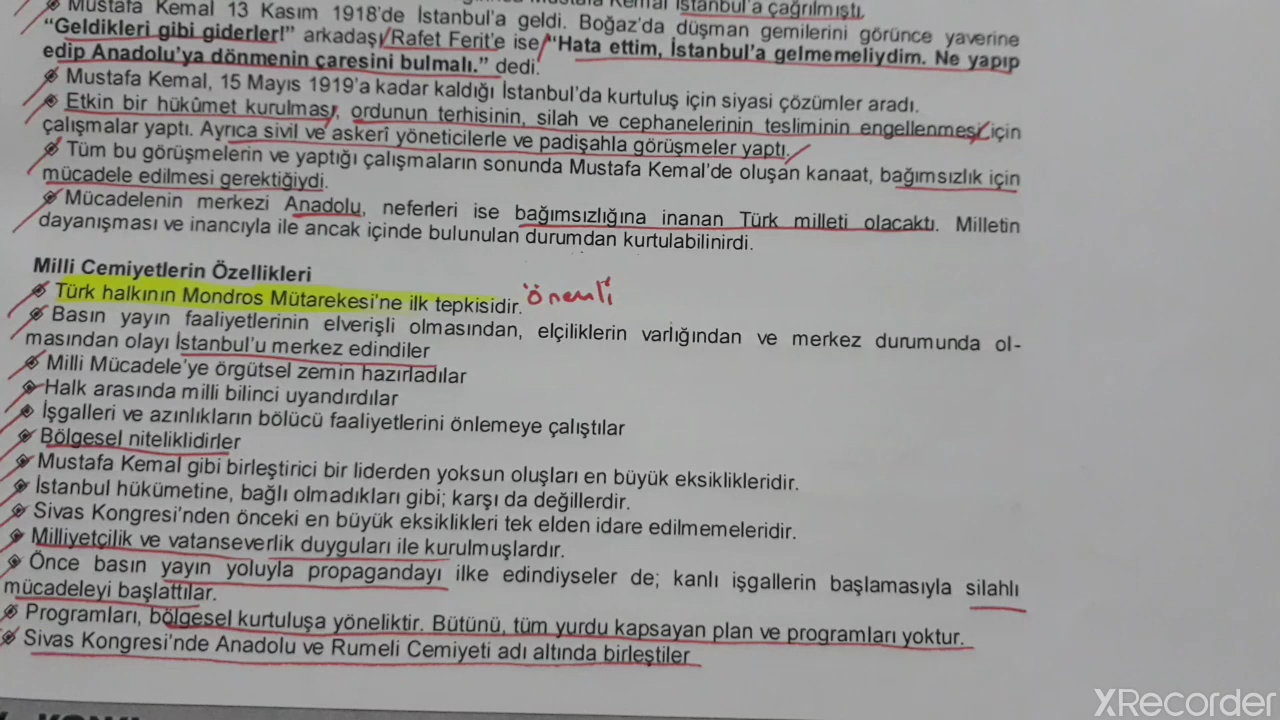 İstanbul'a çağrılmıştı.
Mustafa Kemal 13 Kasım 1918'de İstanbul'a geldi. Boğaz'da düşman gemilerini görünce yaverine
"Geldikleri gibi giderler!" arkadaşı Rafet Ferit'e ise "Hata ettim, İstanbul'a gelmemeliydim. Ne yapıp
edip Anadolu'ya dönmenin çaresini bulmalı." dedi.
Mustafa Kemal, 15 Mayıs 1919'a kadar kaldığı İstanbul'da kurtuluş için siyasi çözümler aradı.
Etkin bir hükûmet kurulması, ordunun terhisinin, silah ve cephanelerinin tesliminin engellenmesi için
çalışmalar yaptı. Ayrıca sivil ve askerî yöneticilerle ve padişahla görüşmeler yaptı.
Tüm bu görüşmelerin ve yaptığı çalışmaların sonunda Mustafa Kemal'de oluşan kanaat, bağımsızlık için
mücadele edilmesi gerektiğiydi.
Mücadelenin merkezi Anadolu, neferleri ise bağımsızlığına inanan Türk milleti olacaktı. Milletin
dayanışması ve inancıyla ile ancak içinde bulunulan durumdan kurtulabilinirdi.
Milli Cemiyetlerin Özellikleri
Türk halkının Mondros Mütarekesi'ne ilk tepkisidir. önemli
Basın yayın faaliyetlerinin elverişli olmasından, elçiliklerin varlığından ve merkez durumunda ol-
masından olayı İstanbul'u merkez edindiler
Milli Mücadele'ye örgütsel zemin hazırladılar
Halk arasında milli bilinci uyandırdılar
İşgalleri ve azınlıkların bölücü faaliyetlerini önlemeye çalıştılar
Bölgesel niteliklidirler
Mustafa Kemal gibi birleştirici bir liderden yoksun oluşları en büyük eksiklikleridir.
İstanbul hükümetine, bağlı olmadıkları gibi; karşı da değillerdir.
Sivas Kongresi'nden önceki en büyük eksiklikleri tek elden idare edilmemeleridir.
Milliyetçilik ve vatanseverlik duyguları ile kurulmuşlardır.
Önce basın yayın yoluyla propagandayı ilke edindiyseler de; kanlı işgallerin başlamasıyla silahlı
mücadeleyi başlattılar.
Programları, bölgesel kurtuluşa yöneliktir. Bütünü, tüm yurdu kapsayan plan ve programları yoktur.
Sivas Kongresi'nde Anadolu ve Rumeli Cemiyeti adı altında birleştiler
XRecorder